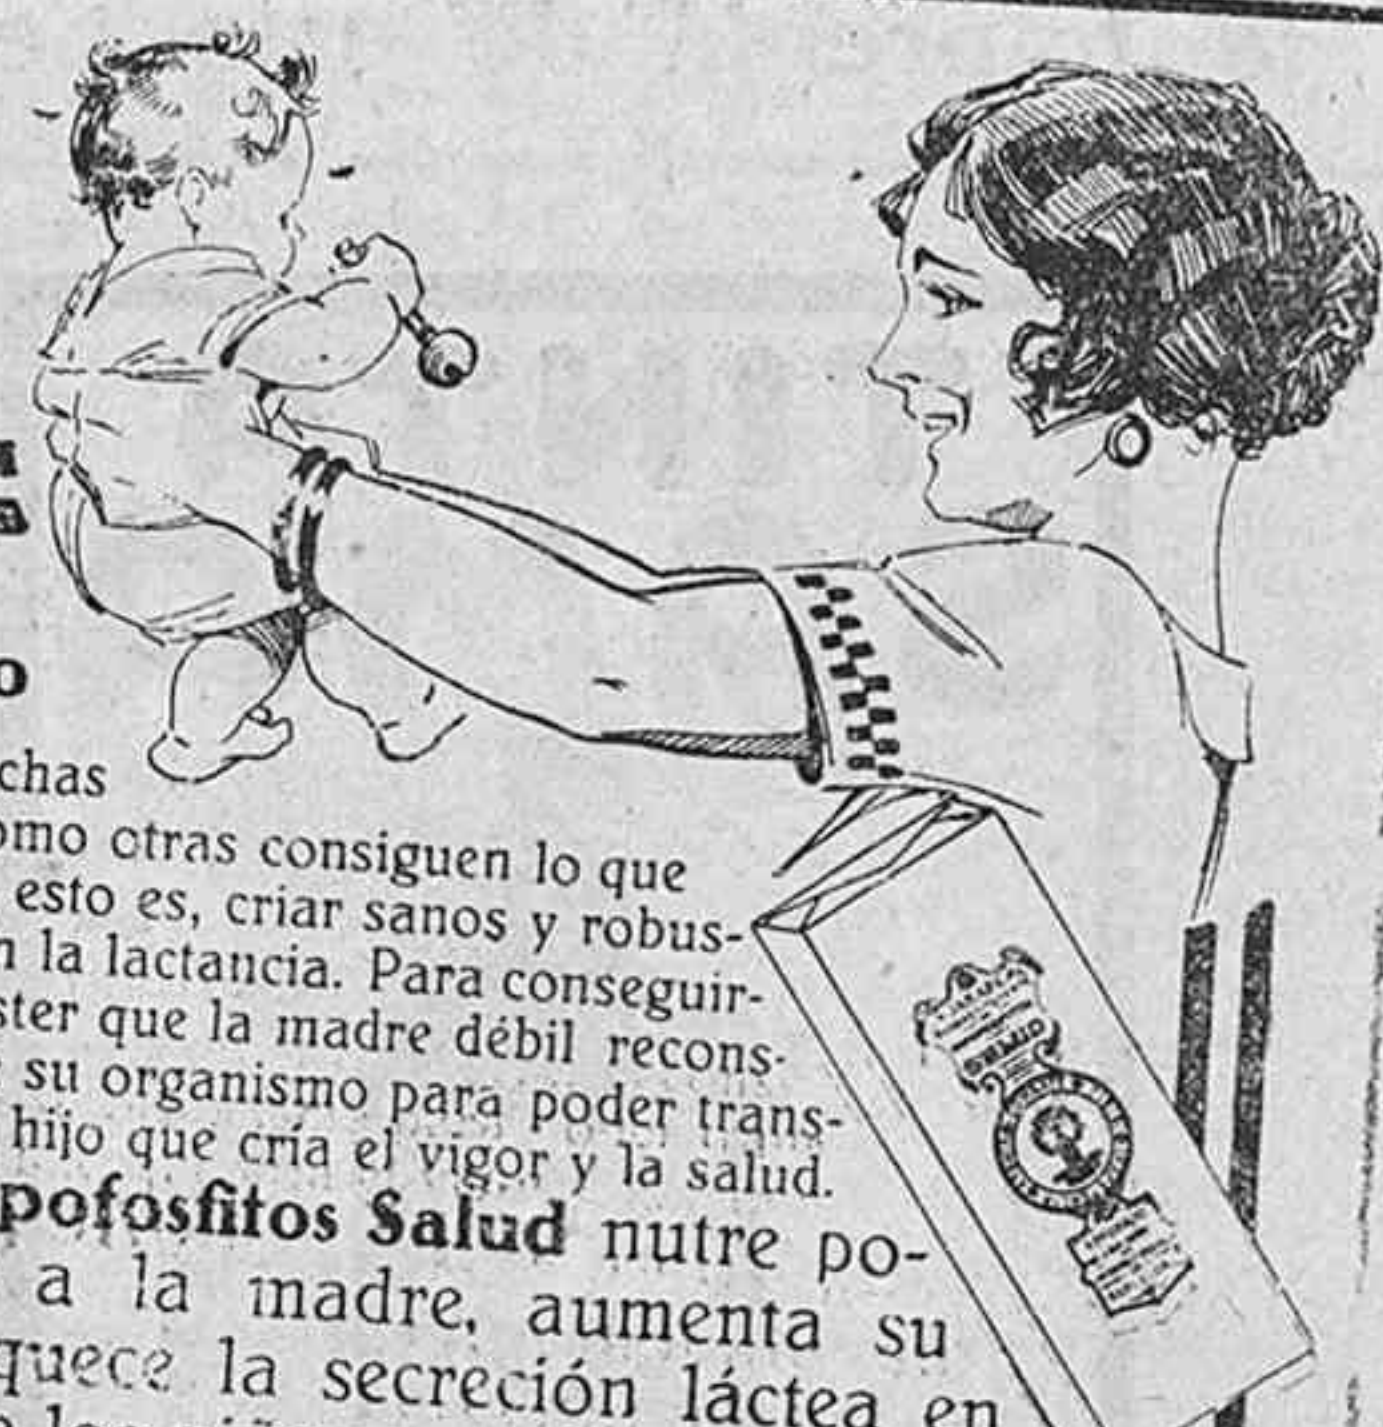 o
chas
omo otras consiguen lo que
esto es, criar sanos y robus-
n la lactancia. Para conseguir-
ster que la madre débil recons-
su organismo para poder trans-
hijo que cría el vigor y la salud.
pofosfitos Salud nutre po-
a la madre, aumenta su
quece la secreción láctea en